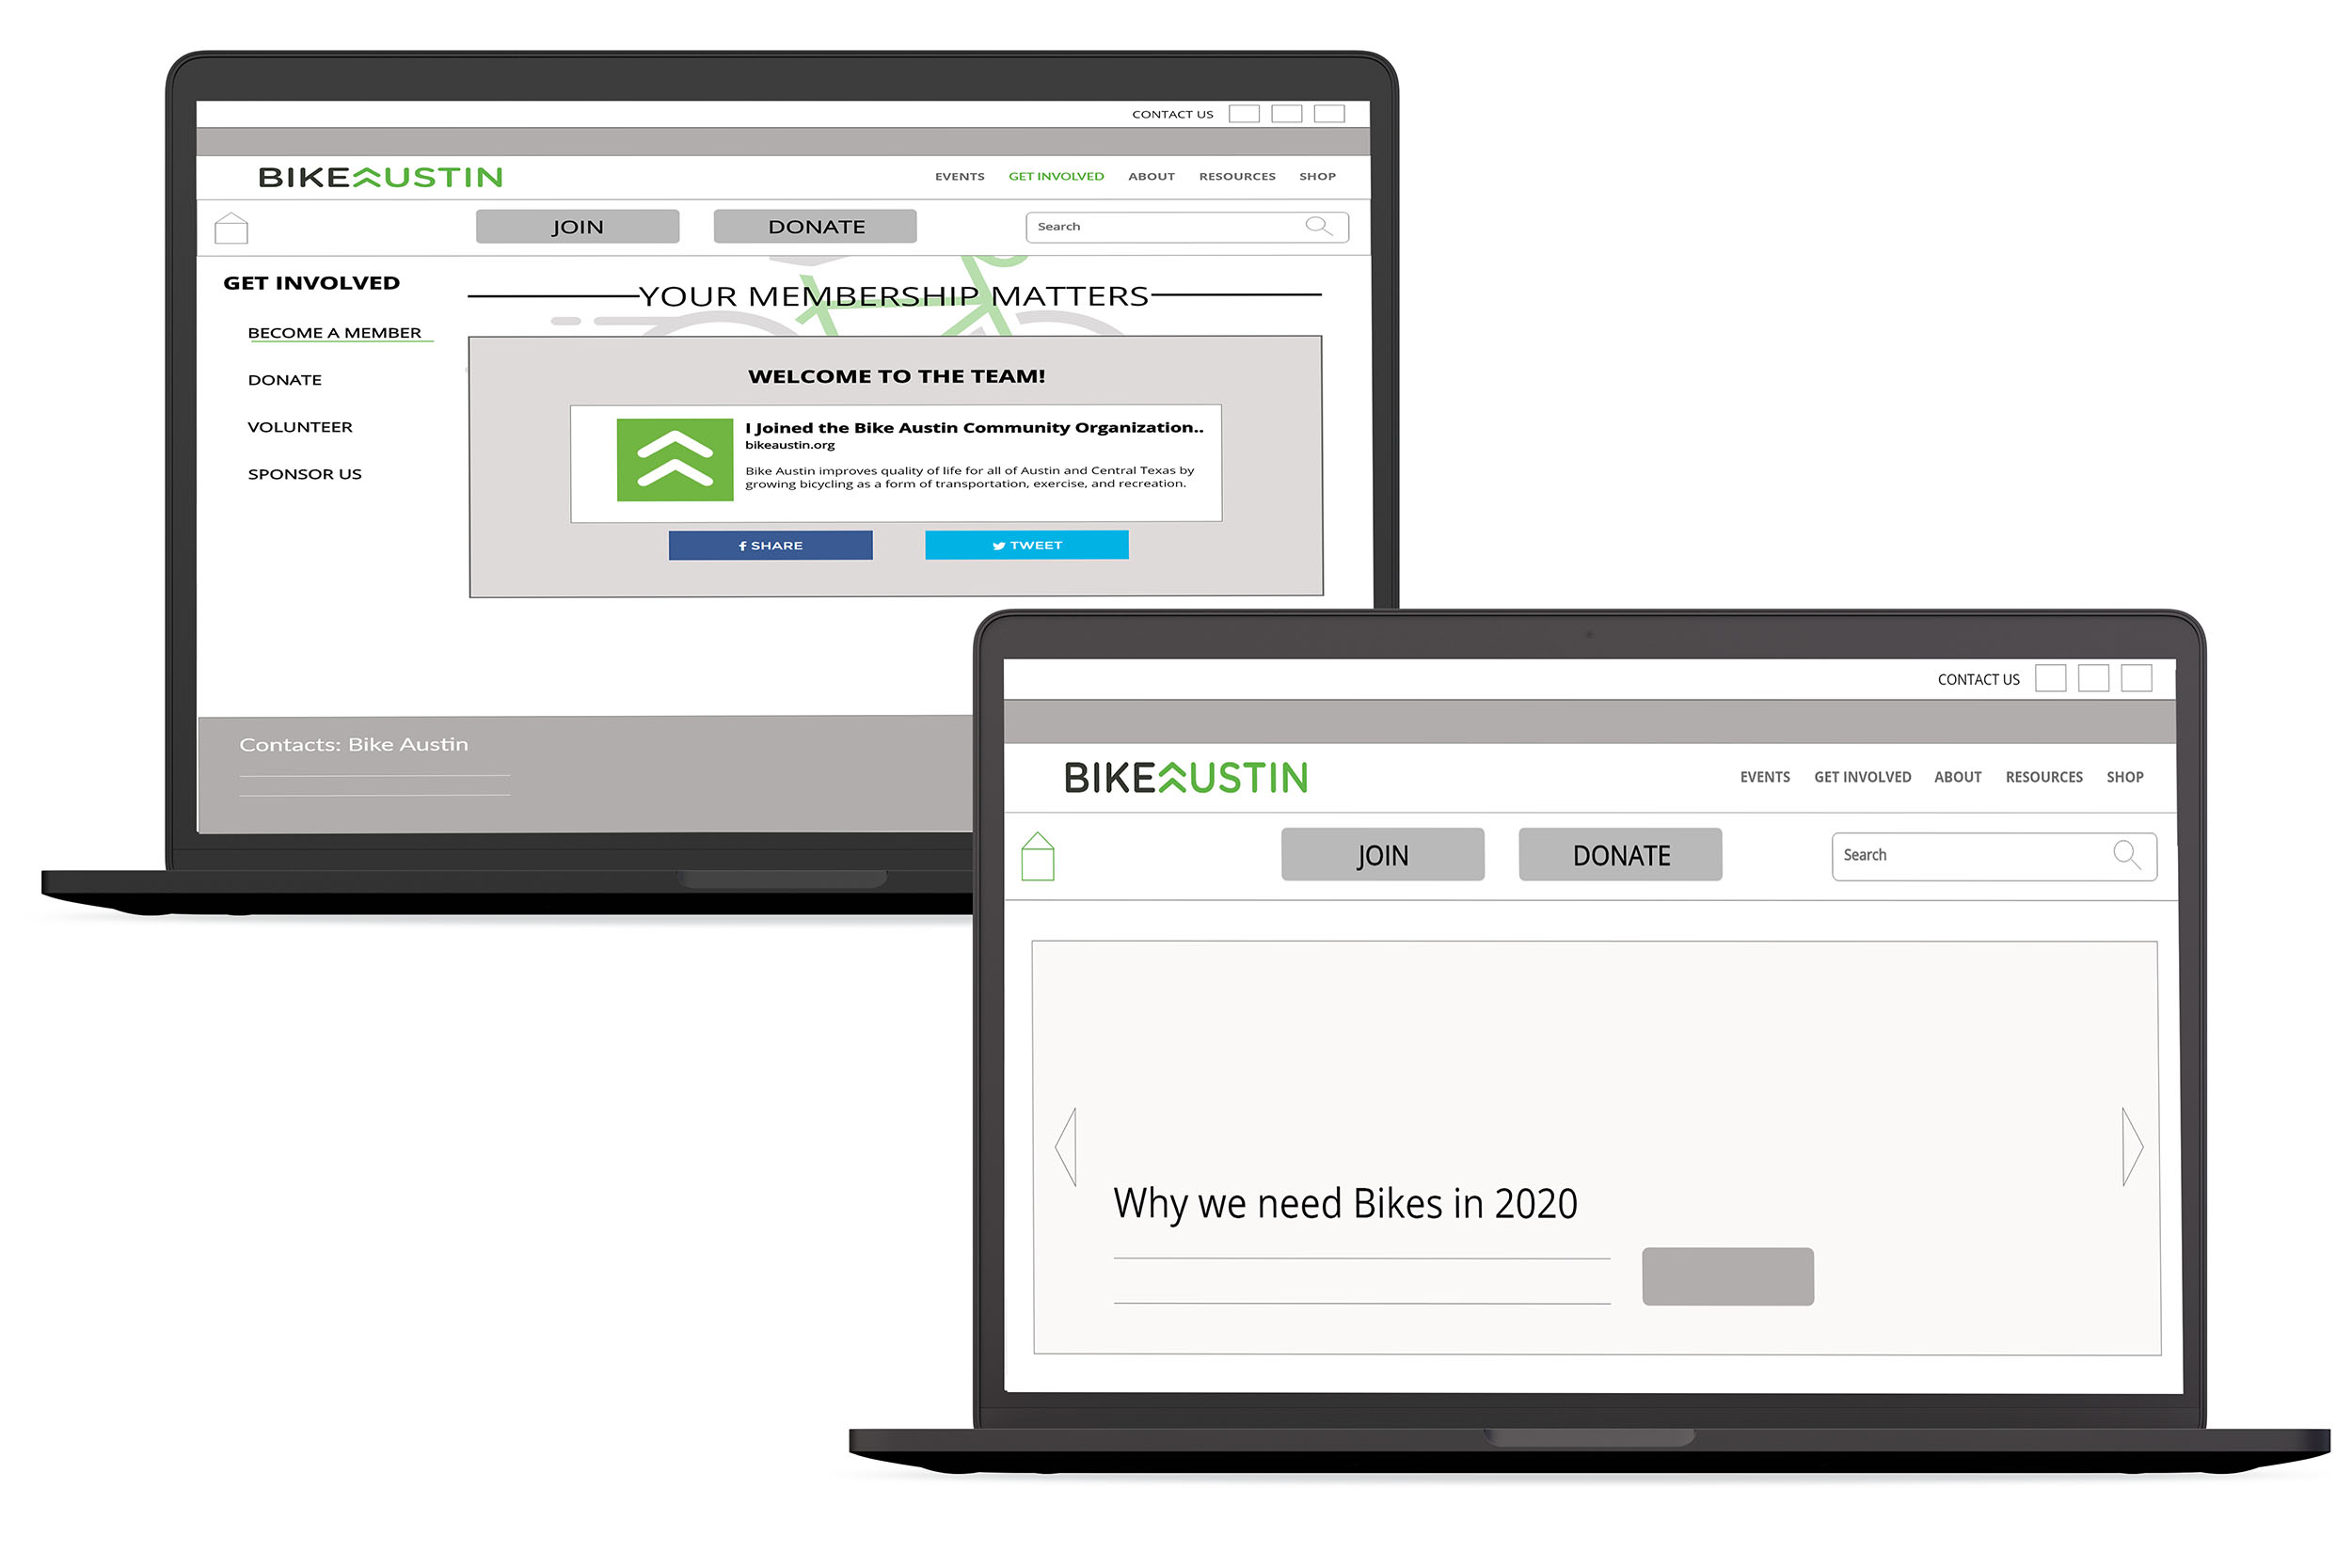 CONTACT US
BIKEAUSTIN
EVENTS GET INVOLVED ABOUT RESOURCES SHOP
JOIN DONATE Search
GET INVOLVED
BECOME A MEMBER
DONATE
VOLUNTEER
SPONSOR US
YOUR MEMBERSHIP MATTERS
WELCOME TO THE TEAM!
I Joined the Bike Austin Community Organization..
bikeaustin.org
Bike Austin improves quality of life for all of Austin and Central Texas by
growing bicycling as a form of transportation, exercise, and recreation.
f SHARE TWEET
Contacts: Bike Austin
CONTACT US
BIKEAUSTIN
EVENTS GET INVOLVED ABOUT RESOURCES SHOP
JOIN DONATE Search
Why we need Bikes in 2020